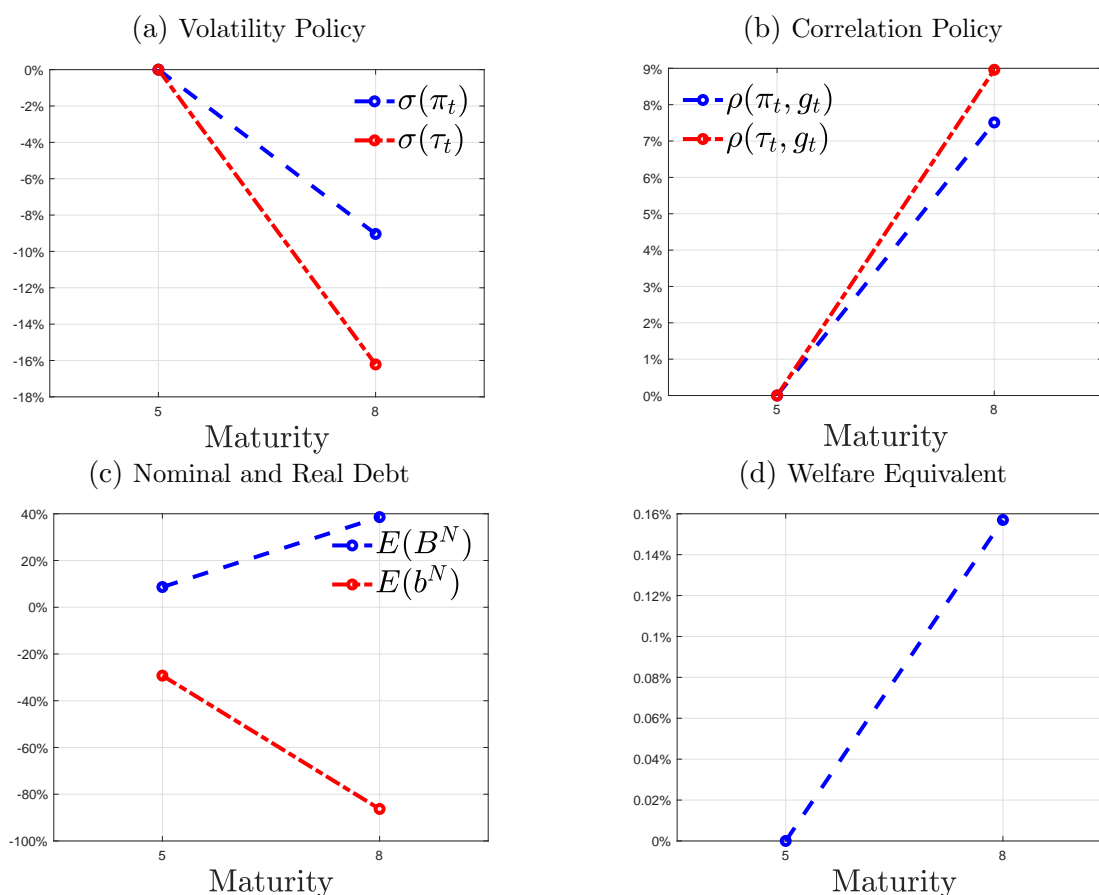 (a) Volatility Policy
0%
-2%
-4%
-6%
-8%
-10%
-12%
-14%
-16%
-18%
σ(π_t)
σ(τ_t)
5 8
Maturity
(b) Correlation Policy
9%
8%
7%
6%
5%
4%
3%
2%
1%
0%
ρ(π_t, g_t)
ρ(τ_t, g_t)
5 8
Maturity
(c) Nominal and Real Debt
40%
20%
0%
-20%
-40%
-60%
-80%
-100%
E(B^N)
E(b^N)
5 8
Maturity
(d) Welfare Equivalent
0.16%
0.14%
0.12%
0.1%
0.08%
0.06%
0.04%
0.02%
0%
5 8
Maturity